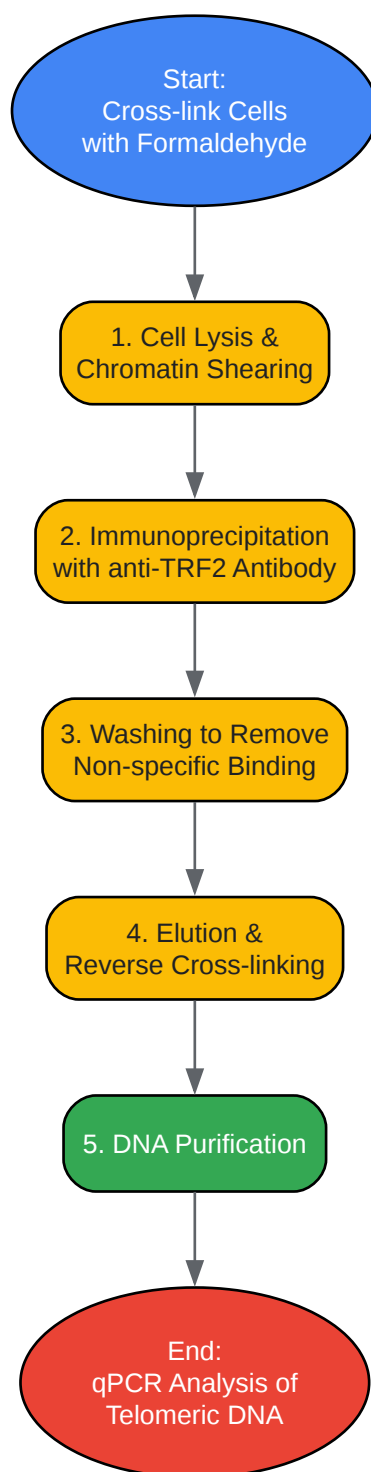 Start:
Cross-link Cells
with Formaldehyde
1. Cell Lysis &
Chromatin Shearing
2. Immunoprecipitation
with anti-TRF2 Antibody
3. Washing to Remove
Non-specific Binding
4. Elution &
Reverse Cross-linking
5. DNA Purification
End:
qPCR Analysis of
Telomeric DNA